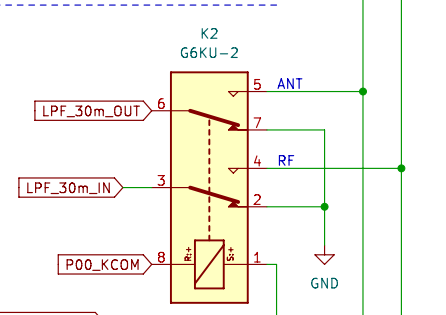 K2
G6KU-2
5 ANT
LPF_30m_OUT 6
7
4 RF
LPF_30m_IN 3
2
R:+ S:+
P00_KCOM 8 1
GND